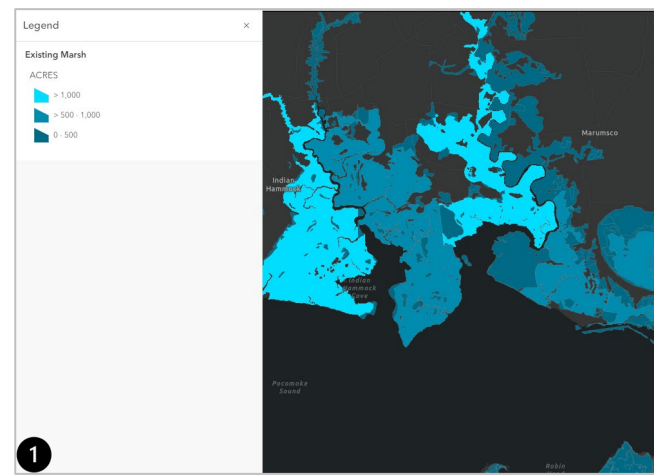 Legend ×
Existing Marsh
ACRES
> 1,000
> 500 - 1,000
0 - 500
Marumsco
Indian
Hammock
Indian
Hammock
Cove
Pocomoke
Sound
Robin
1